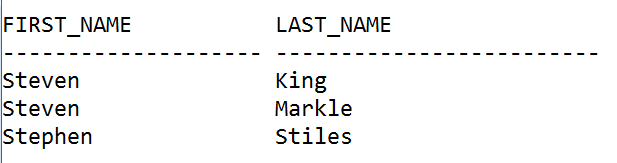 FIRST_NAME           LAST_NAME
-------------------- -------------------------
Steven               King
Steven               Markle
Stephen              Stiles